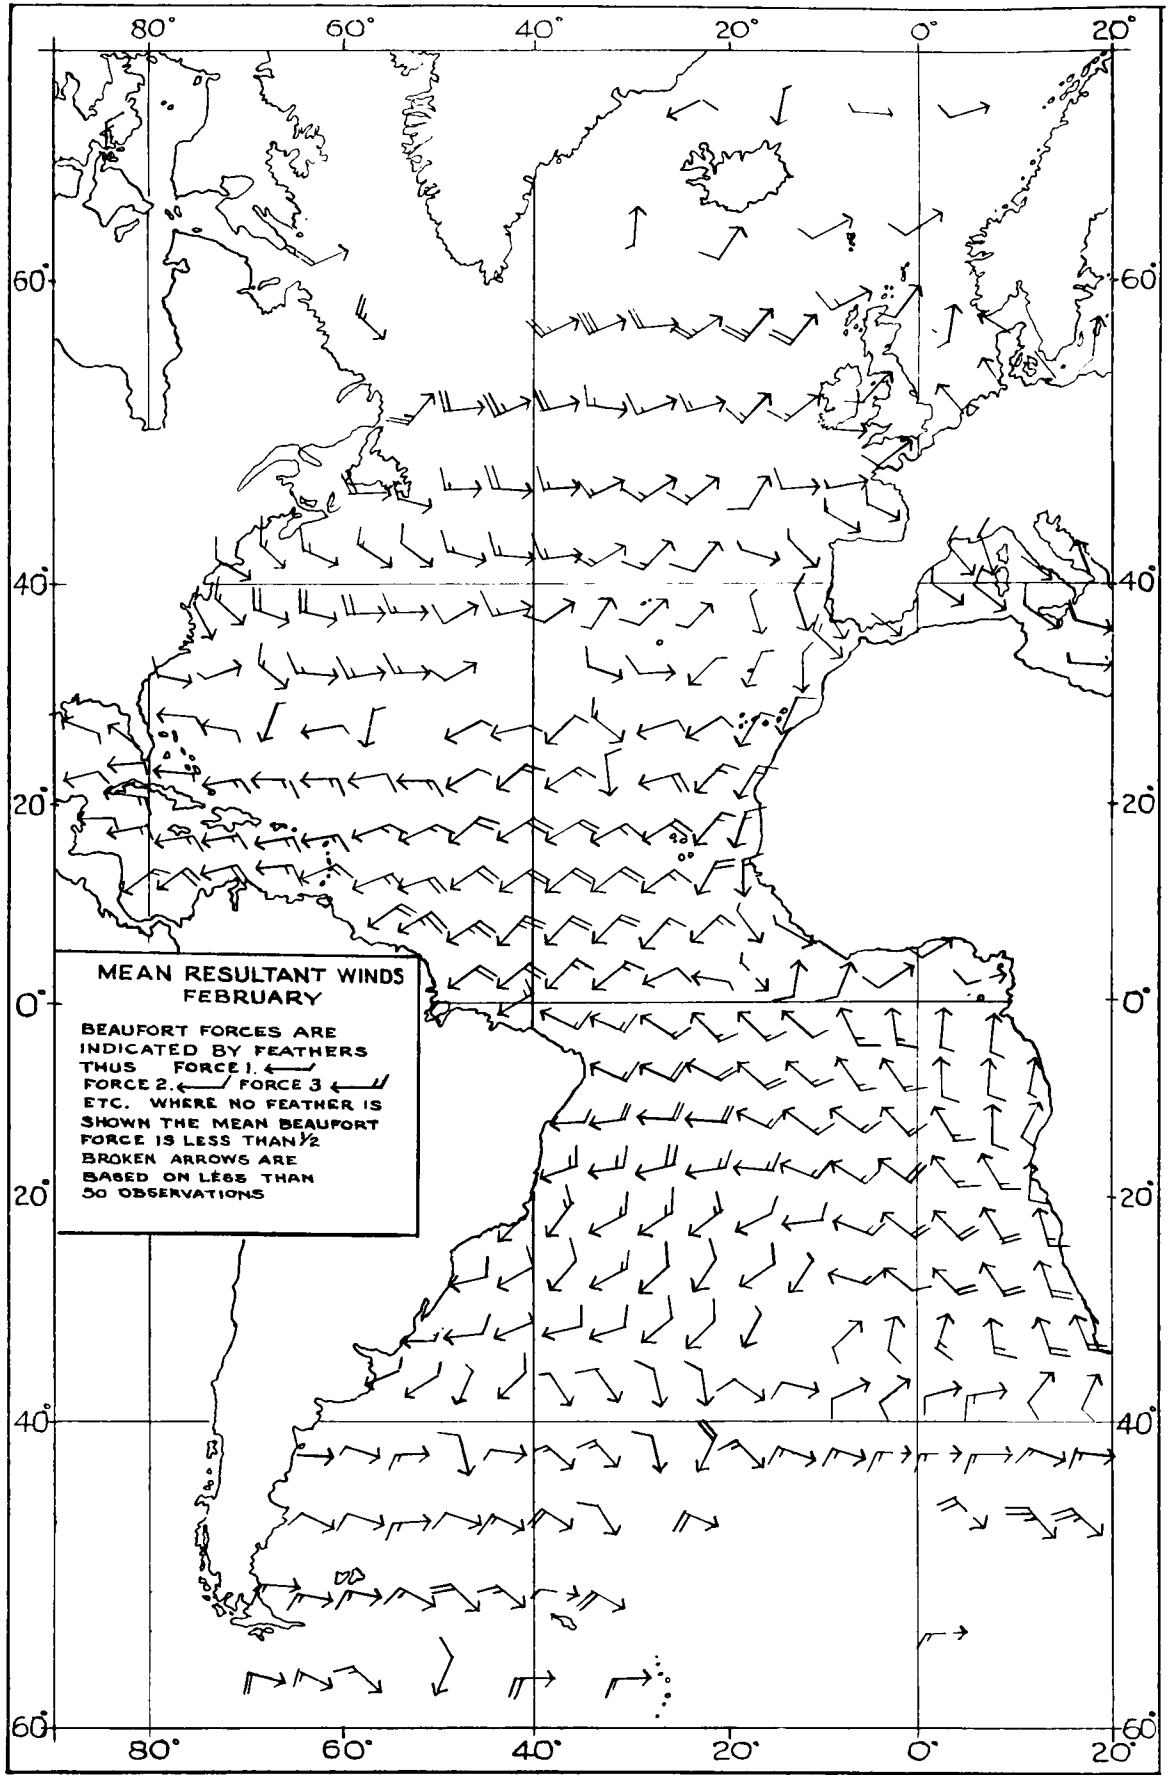 80° 60° 40° 20° 0° 20°
60° 60°
40° 40°
20° 20°
MEAN RESULTANT WINDS
FEBRUARY
0° 0°
BEAUFORT FORCES ARE
INDICATED BY FEATHERS
THUS FORCE 1.
FORCE 2. FORCE 3
ETC. WHERE NO FEATHER IS
SHOWN THE MEAN BEAUFORT
FORCE IS LESS THAN ½
BROKEN ARROWS ARE
BASED ON LESS THAN
50 OBSERVATIONS
20° 20°
40° 40°
60° 60°
80° 60° 40° 20° 0° 20°